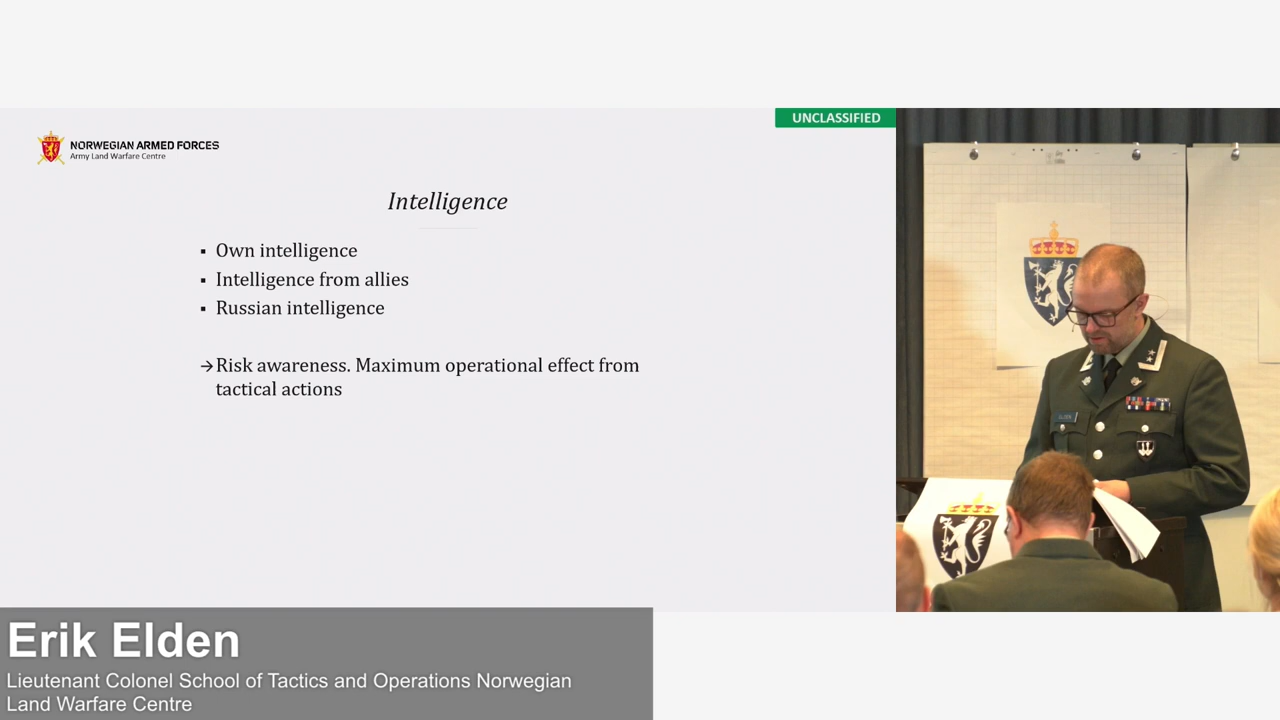 UNCLASSIFIED
NORWEGIAN ARMED FORCES
Army Land Warfare Centre
Intelligence
▪ Own intelligence
▪ Intelligence from allies
▪ Russian intelligence
→Risk awareness. Maximum operational effect from
tactical actions
ELDEN
Erik Elden
Lieutenant Colonel School of Tactics and Operations Norwegian
Land Warfare Centre